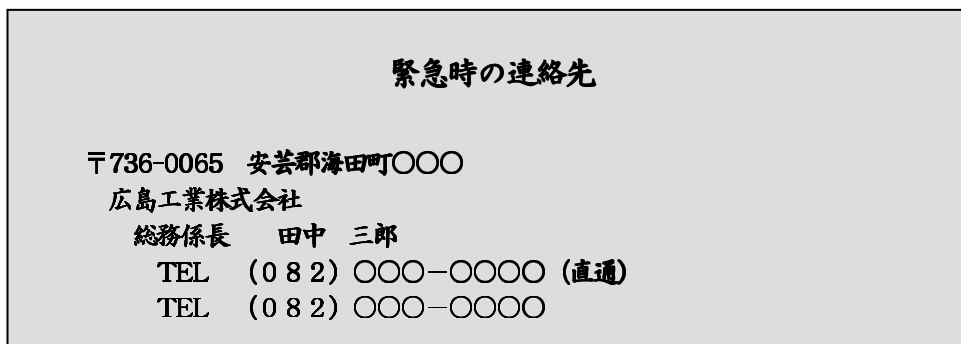 緊急時の連絡先
〒736-0065　安芸郡海田町○○○
広島工業株式会社
総務係長　田中　三郎
TEL　（０８２）○○○－○○○○（直通）
TEL　（０８２）○○○－○○○○